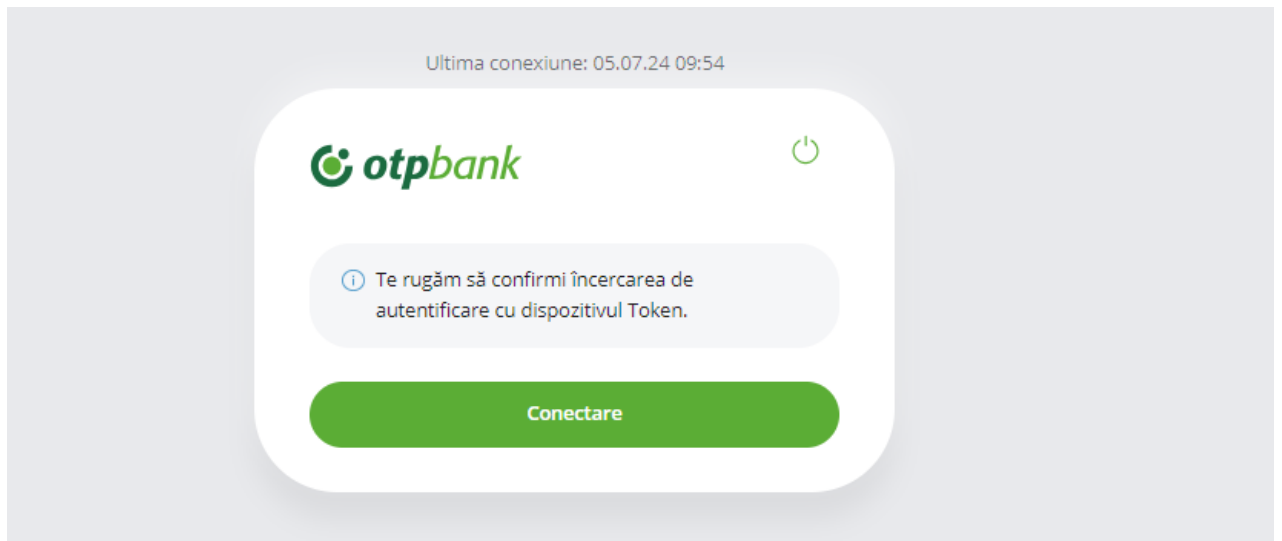 Ultima conexiune: 05.07.24 09:54
otpbank
Te rugăm să confirmi încercarea de
autentificare cu dispozitivul Token.
Conectare